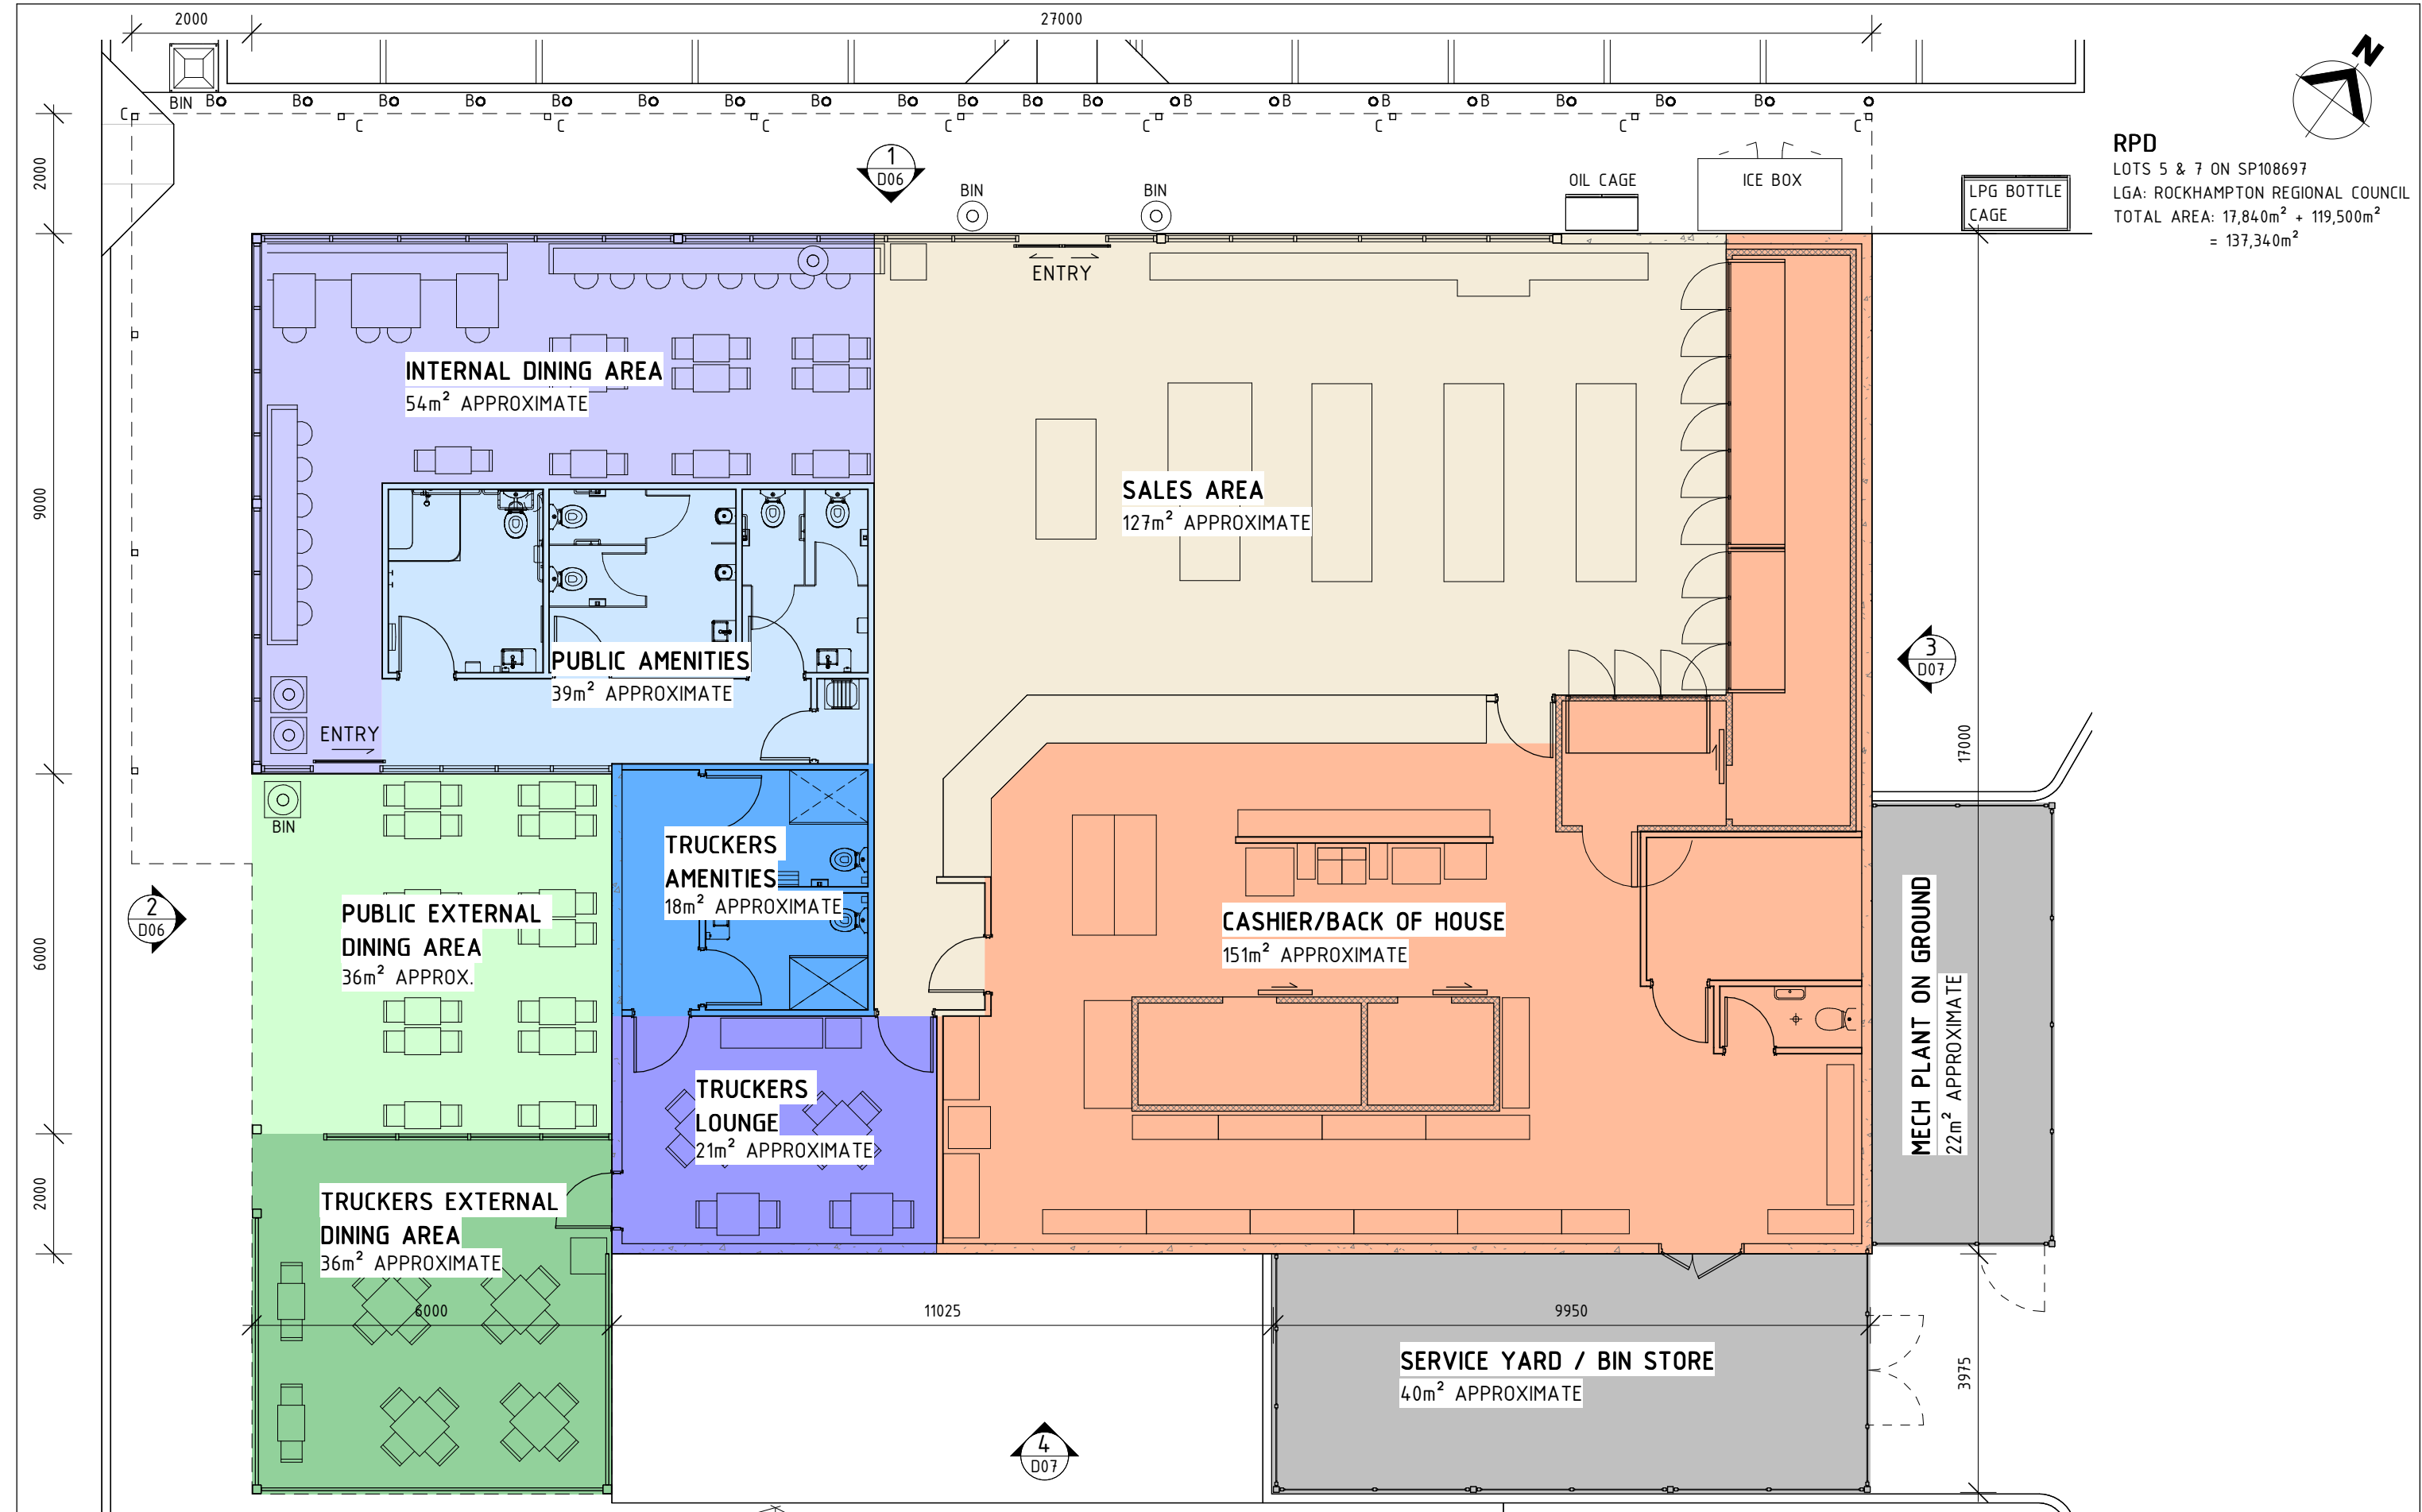 2000
27000
N
BIN
B B B B B B B B B B B B B B B B B B B
C C C C C C C C C
RPD
LOTS 5 & 7 ON SP108697
LGA: ROCKHAMPTON REGIONAL COUNCIL
TOTAL AREA: 17,840m² + 119,500m²
= 137,340m²
2000
1
D06
BIN
BIN
OIL CAGE
ICE BOX
LPG BOTTLE
CAGE
ENTRY
INTERNAL DINING AREA
54m² APPROXIMATE
9000
SALES AREA
127m² APPROXIMATE
PUBLIC AMENITIES
39m² APPROXIMATE
3
D07
ENTRY
17000
BIN
TRUCKERS
AMENITIES
18m² APPROXIMATE
2
D06
PUBLIC EXTERNAL
DINING AREA
36m² APPROX.
6000
CASHIER/BACK OF HOUSE
151m² APPROXIMATE
MECH PLANT ON GROUND
22m² APPROXIMATE
TRUCKERS
LOUNGE
21m² APPROXIMATE
2000
TRUCKERS EXTERNAL
DINING AREA
36m² APPROXIMATE
6000
11025
9950
SERVICE YARD / BIN STORE
40m² APPROXIMATE
3975
4
D07